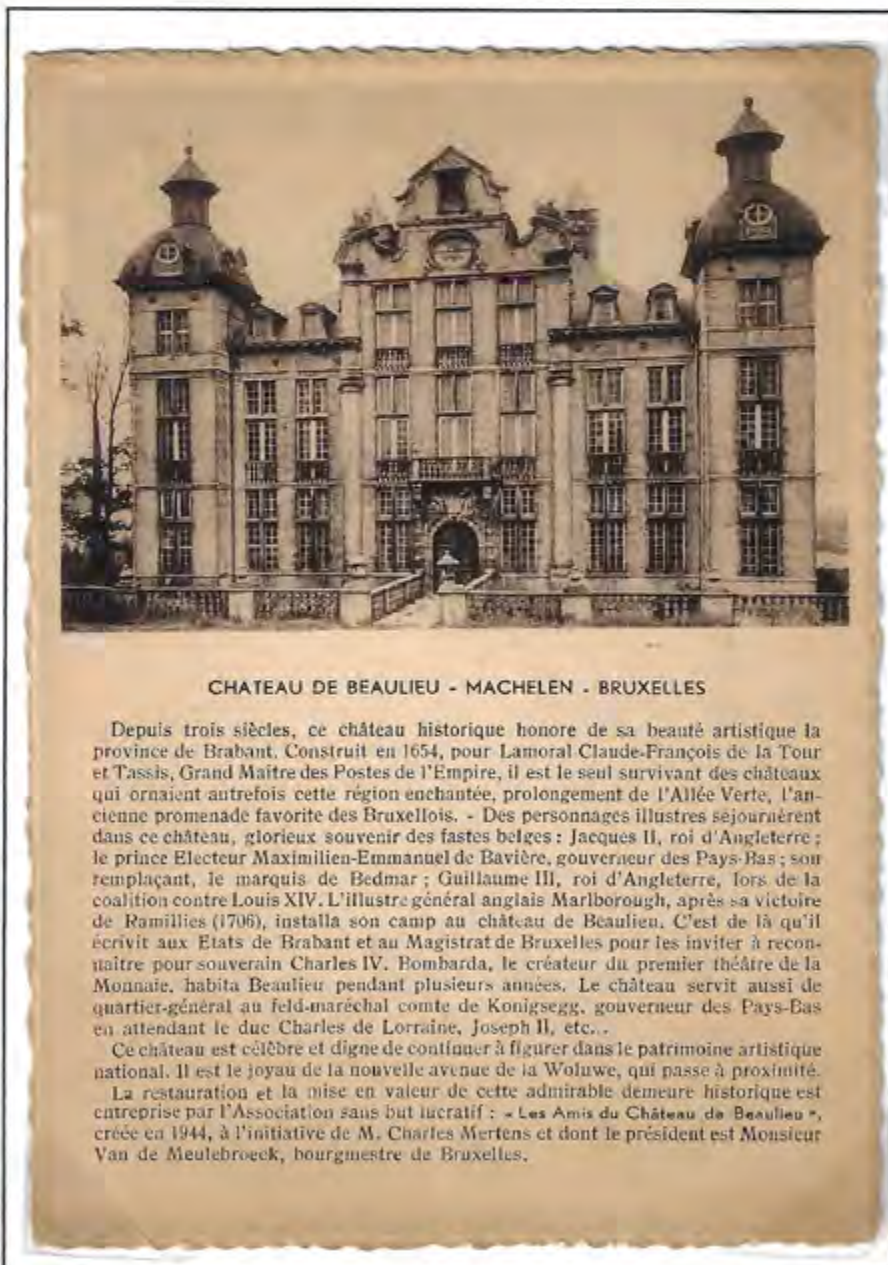 CHATEAU DE BEAULIEU - MACHELEN - BRUXELLES
Depuis trois siècles, ce château historique honore de sa beauté artistique la
province de Brabant. Construit en 1654, pour Lamoral Claude-François de la Tour
et Tassis, Grand Maître des Postes de l'Empire, il est le seul survivant des châteaux
qui ornaient autrefois cette région enchantée, prolongement de l'Allée Verte, l'an-
cienne promenade favorite des Bruxellois. - Des personnages illustres séjournèrent
dans ce château, glorieux souvenir des fastes belges : Jacques II, roi d'Angleterre ;
le prince Electeur Maximilien-Emmanuel de Bavière, gouverneur des Pays-Bas ; son
remplaçant, le marquis de Bedmar ; Guillaume III, roi d'Angleterre, lors de la
coalition contre Louis XIV. L'illustre général anglais Marlborough, après sa victoire
de Ramillies (1706), installa son camp au château de Beaulieu. C'est de là qu'il
écrivit aux Etats de Brabant et au Magistrat de Bruxelles pour les inviter à recon-
naître pour souverain Charles IV. Bombarda, le créateur du premier théâtre de la
Monnaie, habita Beaulieu pendant plusieurs années. Le château servit aussi de
quartier-général au feld-maréchal comte de Konigsegg, gouverneur des Pays-Bas
en attendant le duc Charles de Lorraine, Joseph II, etc...
Ce château est célèbre et digne de continuer à figurer dans le patrimoine artistique
national. Il est le joyau de la nouvelle avenue de la Woluwe, qui passe à proximité.
La restauration et la mise en valeur de cette admirable demeure historique est
entreprise par l'Association sans but lucratif : « Les Amis du Château de Beaulieu »,
créée en 1944, à l'initiative de M. Charles Mertens et dont le président est Monsieur
Van de Meulebroeck, bourgmestre de Bruxelles.